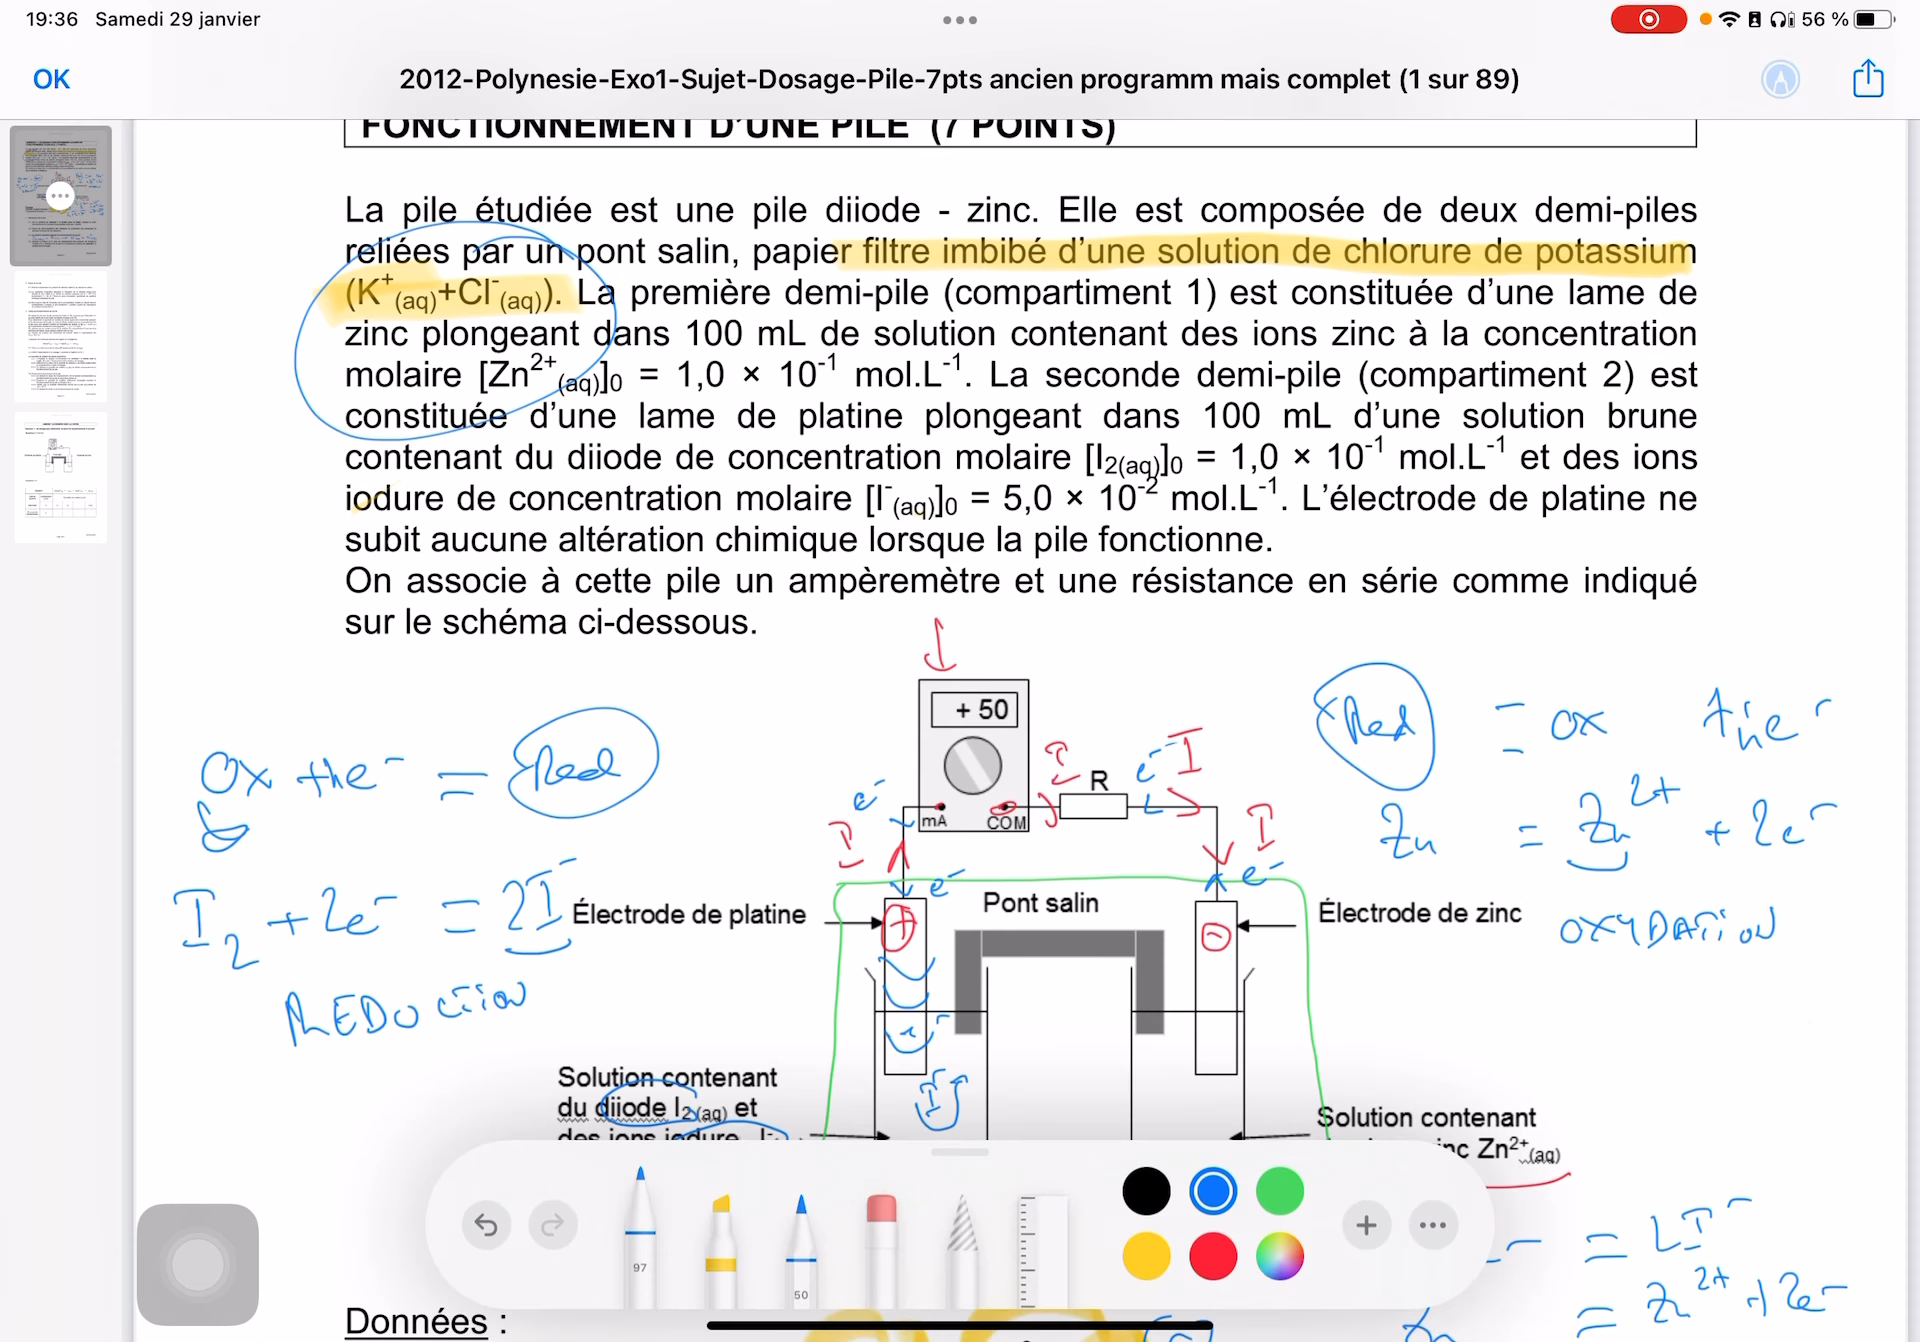 19:36 Samedi 29 janvier
56 %
OK
2012-Polynesie-Exo1-Sujet-Dosage-Pile-7pts ancien programm mais complet (1 sur 89)
FONCTIONNEMENT D'UNE PILE (7 POINTS)
La pile étudiée est une pile diiode - zinc. Elle est composée de deux demi-piles
reliées par un pont salin, papier filtre imbibé d'une solution de chlorure de potassium
(K⁺(aq)+Cl⁻(aq)). La première demi-pile (compartiment 1) est constituée d'une lame de
zinc plongeant dans 100 mL de solution contenant des ions zinc à la concentration
molaire [Zn²⁺(aq)]₀ = 1,0 × 10⁻¹ mol.L⁻¹. La seconde demi-pile (compartiment 2) est
constituée d'une lame de platine plongeant dans 100 mL d'une solution brune
contenant du diiode de concentration molaire [I₂(aq)]₀ = 1,0 × 10⁻¹ mol.L⁻¹ et des ions
iodure de concentration molaire [I⁻(aq)]₀ = 5,0 × 10⁻² mol.L⁻¹. L'électrode de platine ne
subit aucune altération chimique lorsque la pile fonctionne.
On associe à cette pile un ampèremètre et une résistance en série comme indiqué
sur le schéma ci-dessous.
+ 50
Red = ox + ne⁻
Ox + ne⁻ = Red
I
e⁻ I
R
e⁻
mA COM
I
I
Zn = Zn²⁺ + 2e⁻
I₂ + 2e⁻ = 2I⁻
e⁻
e⁻
Électrode de platine
Pont salin
Électrode de zinc
+
-
OXYDATION
REDUCTION
Solution contenant
du diiode I₂(aq) et
des ions iodure I⁻
I⁻
Solution contenant
Zn²⁺(aq)
97
50
= 2I⁻
= Zn²⁺ + 2e⁻
Données :